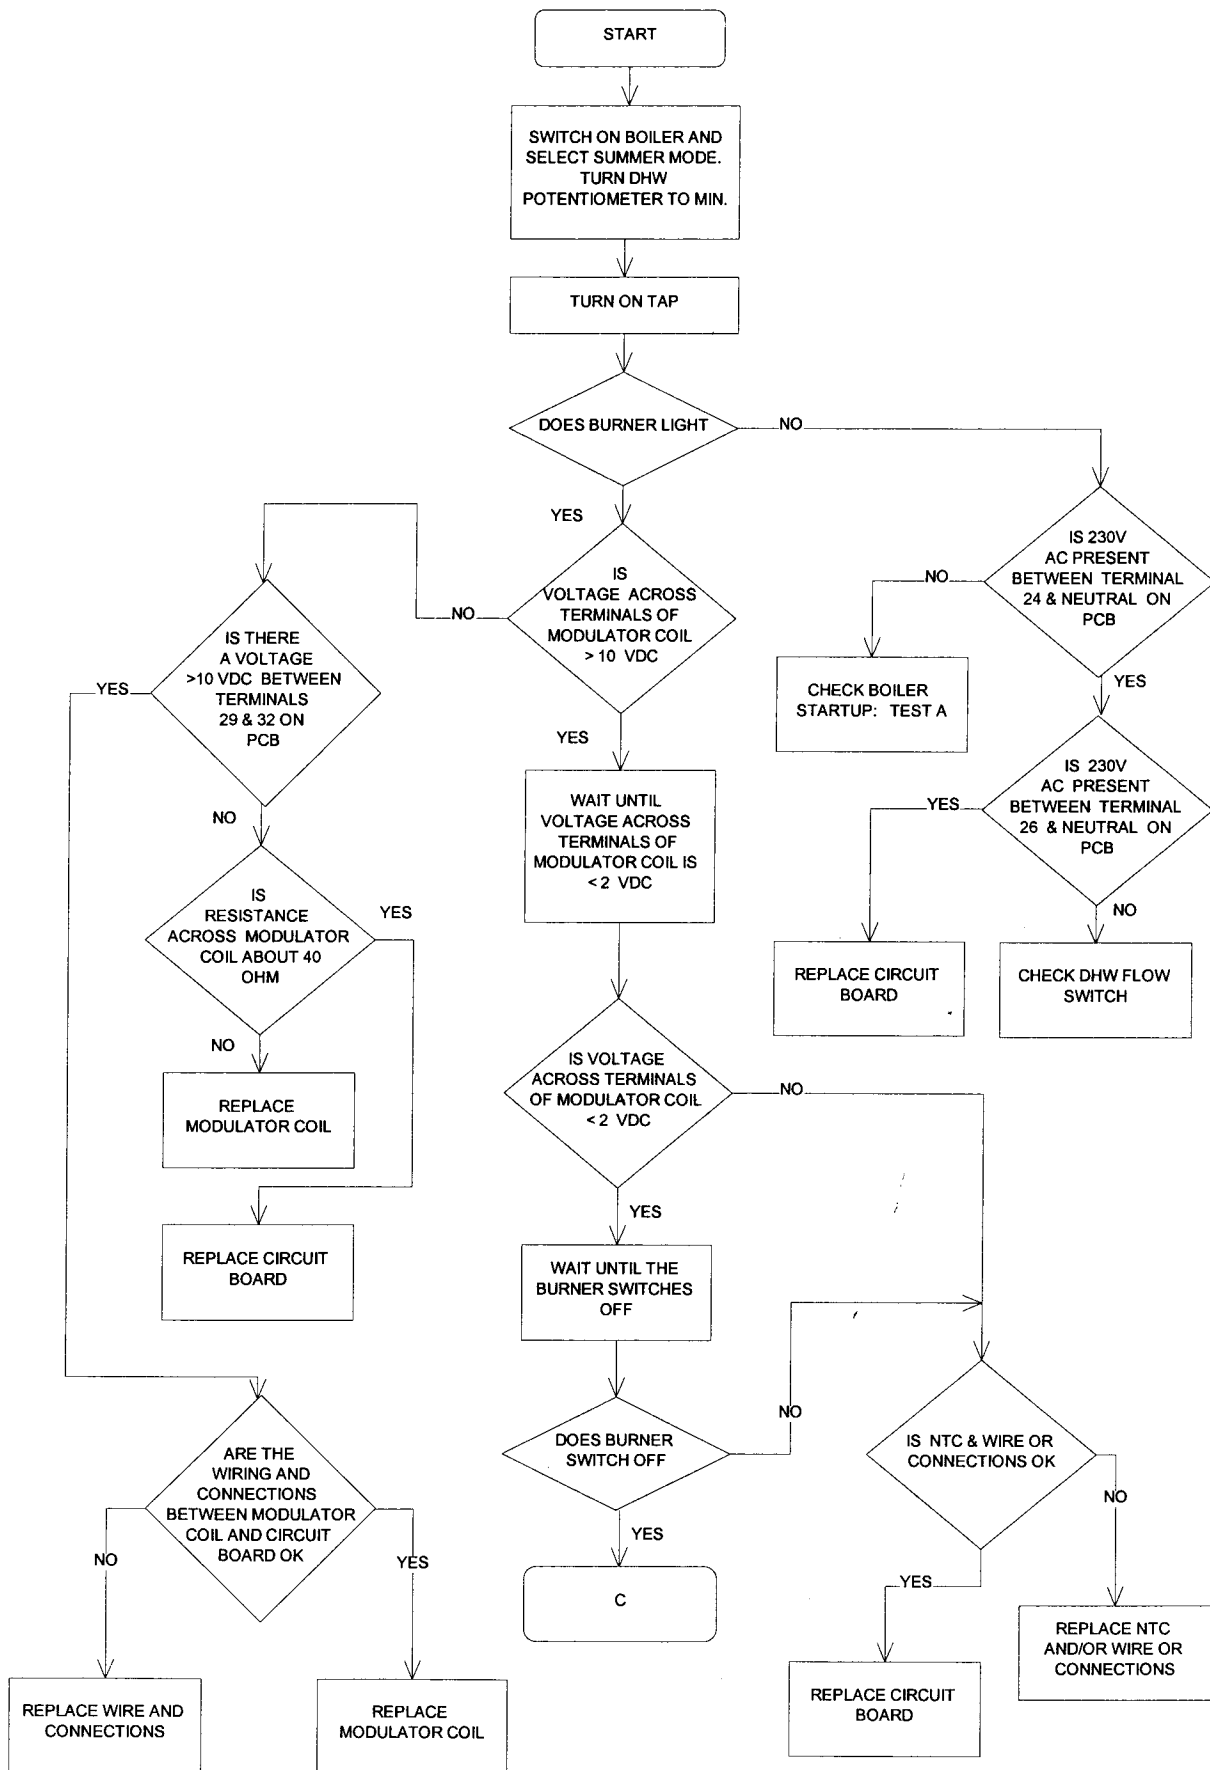 START
SWITCH ON BOILER AND
SELECT SUMMER MODE.
TURN DHW
POTENTIOMETER TO MIN.
TURN ON TAP
DOES BURNER LIGHT
NO
YES
IS 230V
AC PRESENT
BETWEEN TERMINAL
24 & NEUTRAL ON
PCB
NO
YES
CHECK BOILER
STARTUP: TEST A
IS 230V
AC PRESENT
BETWEEN TERMINAL
26 & NEUTRAL ON
PCB
YES
NO
REPLACE CIRCUIT
BOARD
CHECK DHW FLOW
SWITCH
IS
VOLTAGE ACROSS
TERMINALS OF
MODULATOR COIL
> 10 VDC
NO
YES
IS THERE
A VOLTAGE
>10 VDC BETWEEN
TERMINALS
29 & 32 ON
PCB
YES
NO
IS
RESISTANCE
ACROSS MODULATOR
COIL ABOUT 40
OHM
YES
NO
REPLACE
MODULATOR COIL
REPLACE CIRCUIT
BOARD
WAIT UNTIL
VOLTAGE ACROSS
TERMINALS OF
MODULATOR COIL IS
< 2 VDC
IS VOLTAGE
ACROSS TERMINALS
OF MODULATOR COIL
< 2 VDC
NO
YES
WAIT UNTIL THE
BURNER SWITCHES
OFF
DOES BURNER
SWITCH OFF
NO
YES
C
IS NTC & WIRE OR
CONNECTIONS OK
NO
YES
REPLACE NTC
AND/OR WIRE OR
CONNECTIONS
REPLACE CIRCUIT
BOARD
ARE THE
WIRING AND
CONNECTIONS
BETWEEN MODULATOR
COIL AND CIRCUIT
BOARD OK
NO
YES
REPLACE WIRE AND
CONNECTIONS
REPLACE
MODULATOR COIL